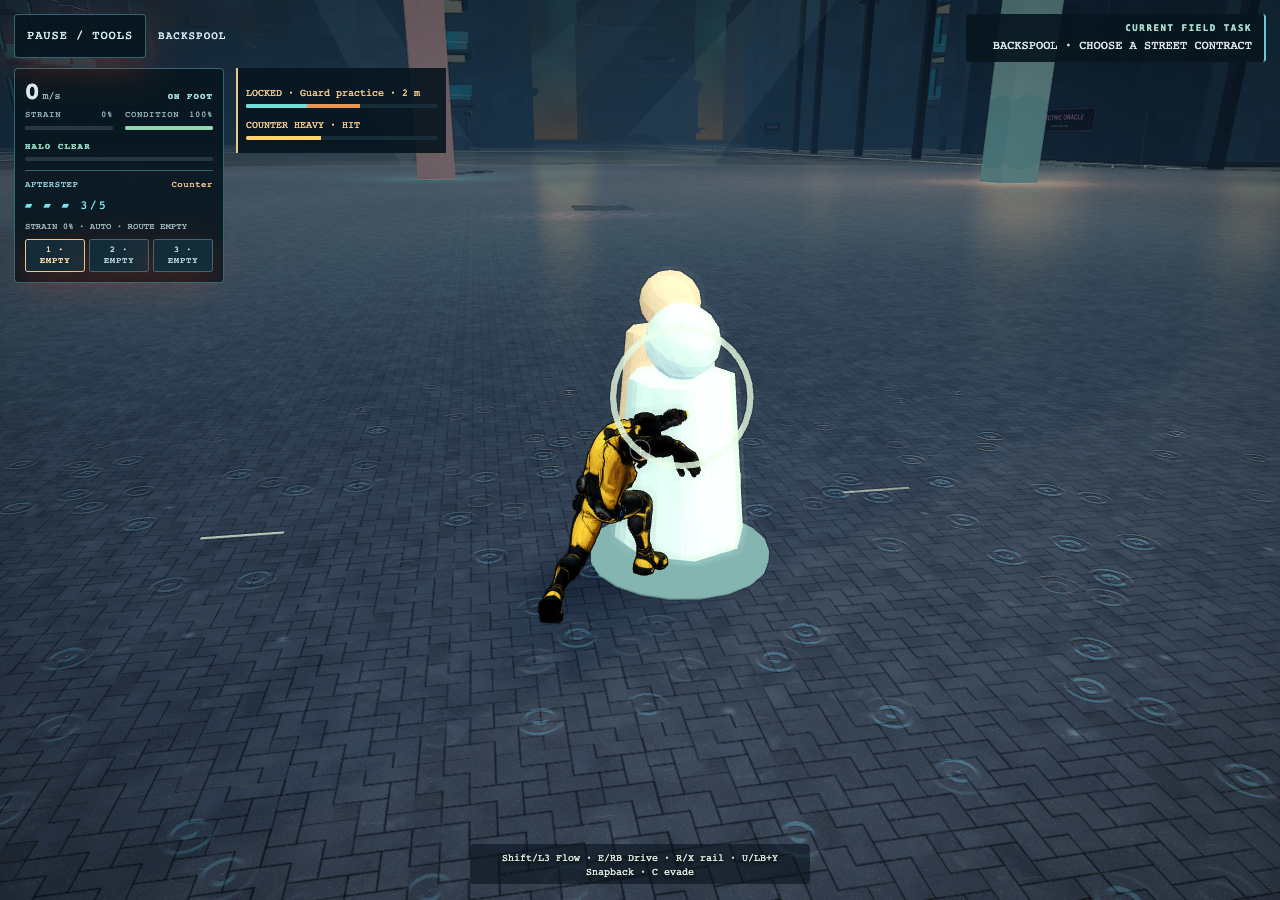 PAUSE / TOOLS
BACKSPOOL
CURRENT FIELD TASK
BACKSPOOL · CHOOSE A STREET CONTRACT
0 m/s
ON FOOT
STRAIN 0%
CONDITION 100%
HALO CLEAR
AFTERSTEP Counter
3/5
STRAIN 0% · AUTO · ROUTE EMPTY
1 · EMPTY
2 · EMPTY
3 · EMPTY
LOCKED · Guard practice · 2 m
COUNTER HEAVY · HIT
ORACLE
Shift/L3 Flow · E/RB Drive · R/X rail · U/LB+Y
Snapback · C evade